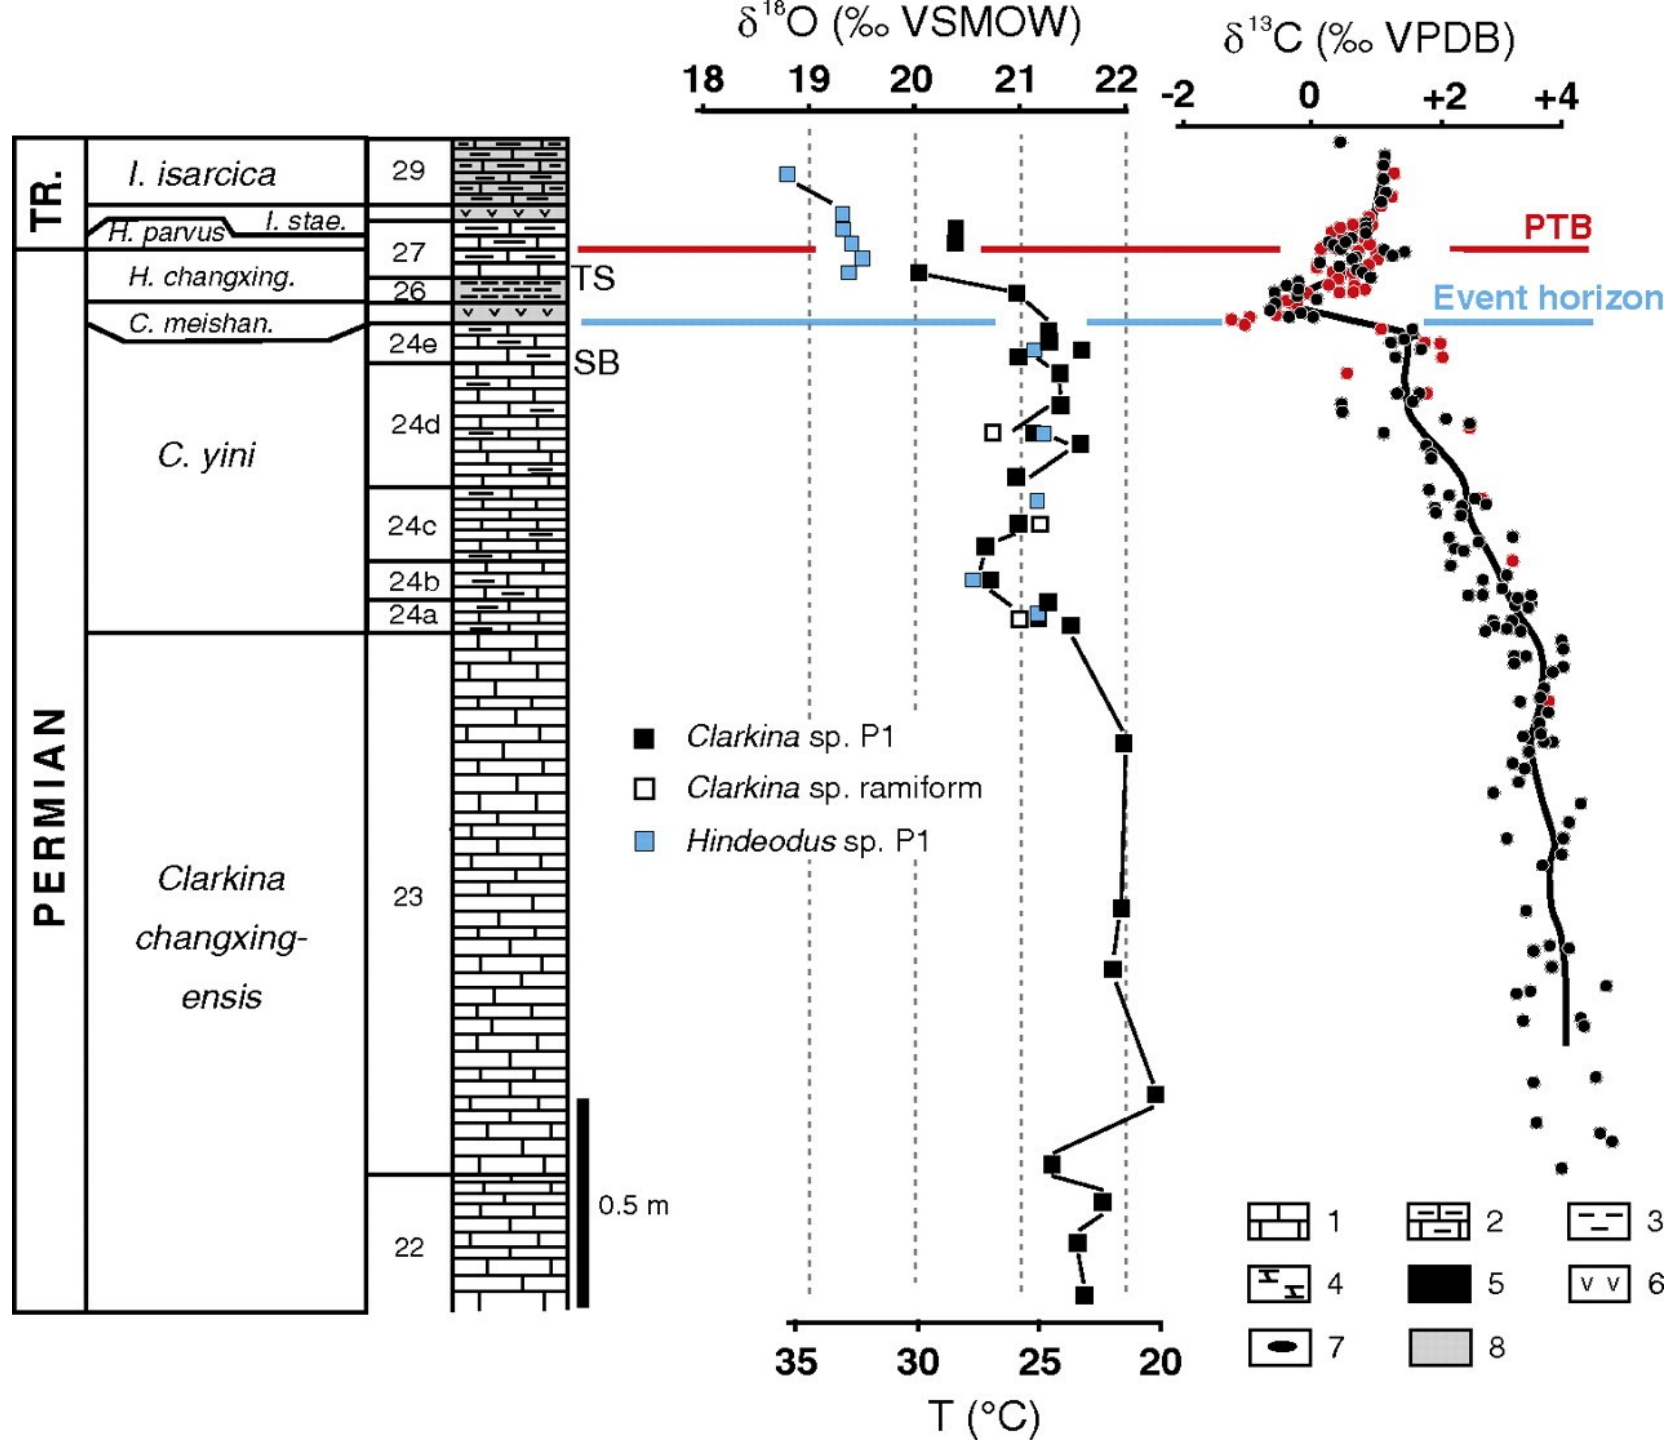 δ¹⁸O (‰ VSMOW)
18 19 20 21 22
δ¹³C (‰ VPDB)
-2 0 +2 +4
TR.
PERMIAN
I. isarcica
I. stae.
H. parvus
H. changxing.
C. meishan.
C. yini
Clarkina
changxing-
ensis
29
27
26
24e
24d
24c
24b
24a
23
22
TS
SB
PTB
Event horizon
Clarkina sp. P1
Clarkina sp. ramiform
Hindeodus sp. P1
0.5 m
35 30 25 20
T (°C)
1 2 3
4 5 v v 6
7 8